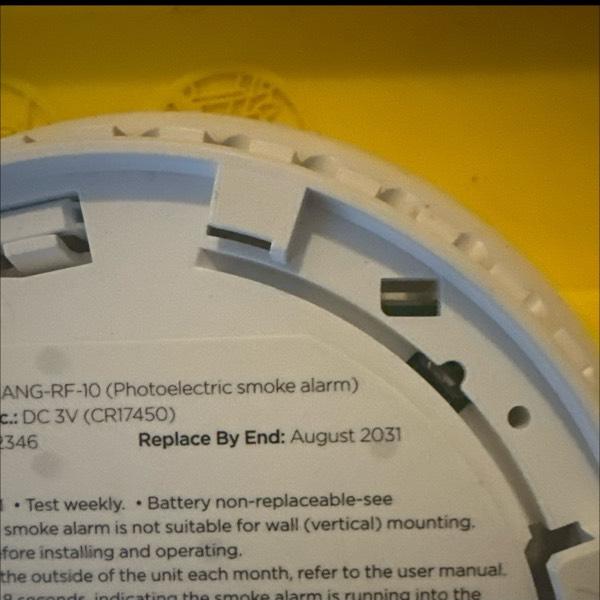 ANG-RF-10 (Photoelectric smoke alarm)
c.: DC 3V (CR17450)
2346 Replace By End: August 2031
• Test weekly. • Battery non-replaceable-see
smoke alarm is not suitable for wall (vertical) mounting.
fore installing and operating.
the outside of the unit each month, refer to the user manual.
8 seconds, indicating the smoke alarm is running into the